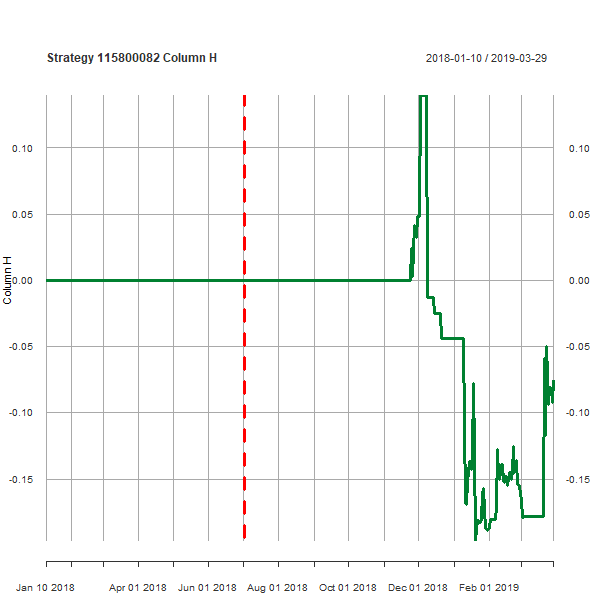 Strategy 115800082 Column H
2018-01-10 / 2019-03-29
Column H
0.10 0.10
0.05 0.05
0.00 0.00
-0.05 -0.05
-0.10 -0.10
-0.15 -0.15
Jan 10 2018 Apr 01 2018 Jun 01 2018 Aug 01 2018 Oct 01 2018 Dec 01 2018 Feb 01 2019